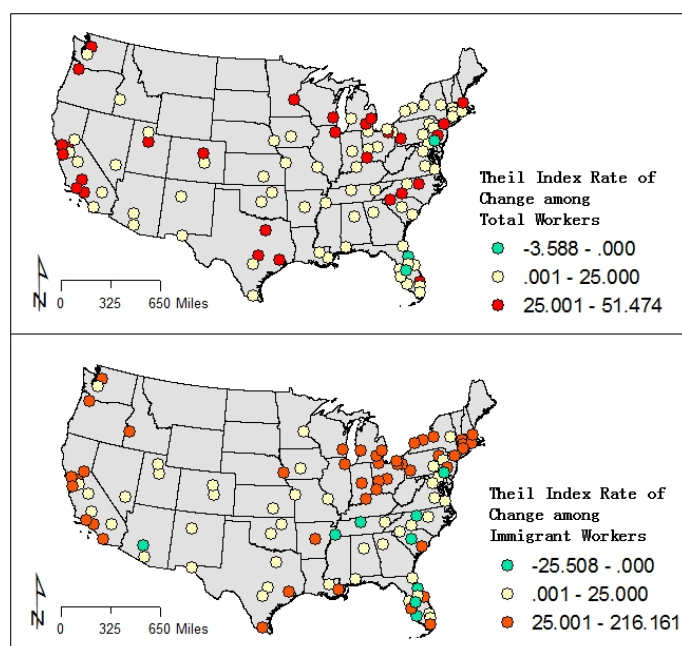 Theil Index Rate of
Change among
Total Workers
-3.588 - .000
.001 - 25.000
25.001 - 51.474
N
0 325 650 Miles
Theil Index Rate of
Change among
Immigrant Workers
-25.508 - .000
.001 - 25.000
25.001 - 216.161
N
0 325 650 Miles